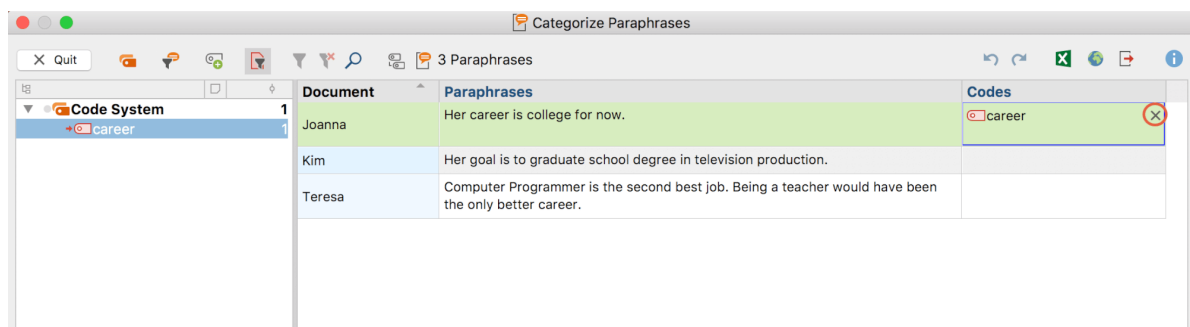 Categorize Paraphrases
Quit
3 Paraphrases
Code System 1
career 1
Document Paraphrases Codes
Joanna Her career is college for now. career
Kim Her goal is to graduate school degree in television production.
Teresa Computer Programmer is the second best job. Being a teacher would have been
the only better career.